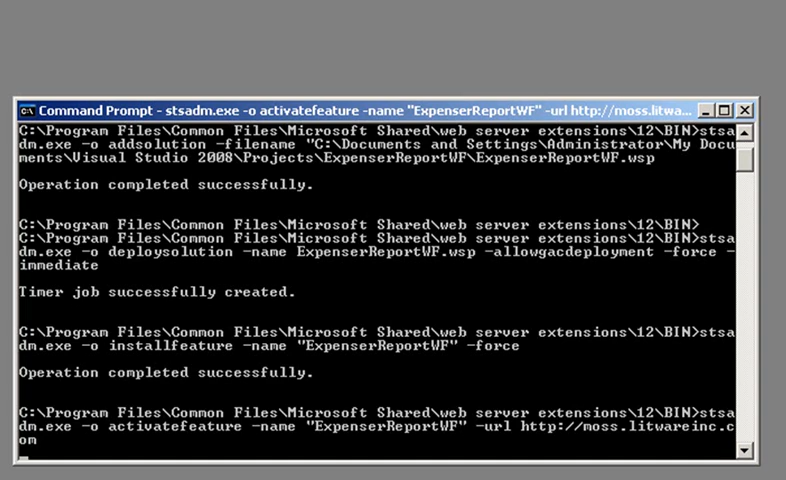 Command Prompt - stsadm.exe -o activatefeature -name "ExpenserReportWF" -url http://moss.litwa...
C:\Program Files\Common Files\Microsoft Shared\web server extensions\12\BIN>stsa
dm.exe -o addsolution -filename "C:\Documents and Settings\Administrator\My Docu
ments\Visual Studio 2008\Projects\ExpenserReportWF\ExpenserReportWF.wsp
Operation completed successfully.
C:\Program Files\Common Files\Microsoft Shared\web server extensions\12\BIN>
C:\Program Files\Common Files\Microsoft Shared\web server extensions\12\BIN>stsa
dm.exe -o deploysolution -name ExpenserReportWF.wsp -allowgacdeployment -force -
immediate
Timer job successfully created.
C:\Program Files\Common Files\Microsoft Shared\web server extensions\12\BIN>stsa
dm.exe -o installfeature -name "ExpenserReportWF" -force
Operation completed successfully.
C:\Program Files\Common Files\Microsoft Shared\web server extensions\12\BIN>stsa
dm.exe -o activatefeature -name "ExpenserReportWF" -url http://moss.litwareinc.c
om